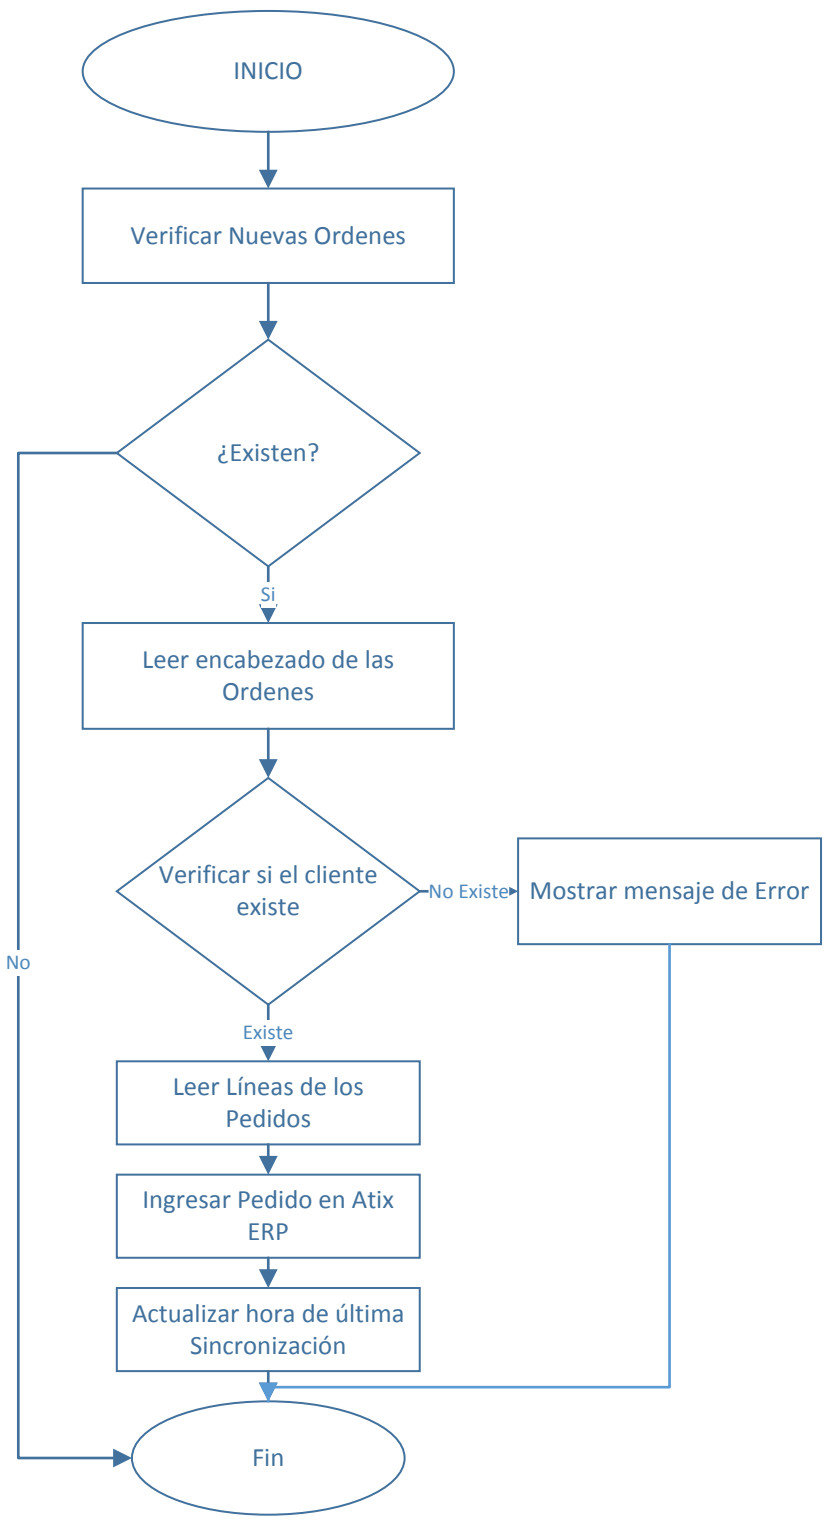 INICIO
Verificar Nuevas Ordenes
¿Existen?
Si
Leer encabezado de las
Ordenes
Verificar si el cliente
existe
No Existe
Mostrar mensaje de Error
No
Existe
Leer Líneas de los
Pedidos
Ingresar Pedido en Atix
ERP
Actualizar hora de última
Sincronización
Fin